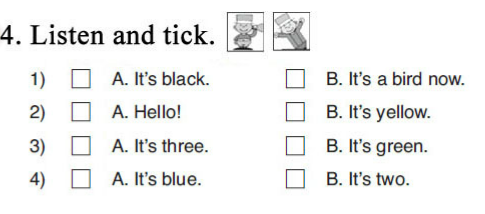 4. Listen and tick.
1) A. It's black. B. It's a bird now.
2) A. Hello! B. It's yellow.
3) A. It's three. B. It's green.
4) A. It's blue. B. It's two.